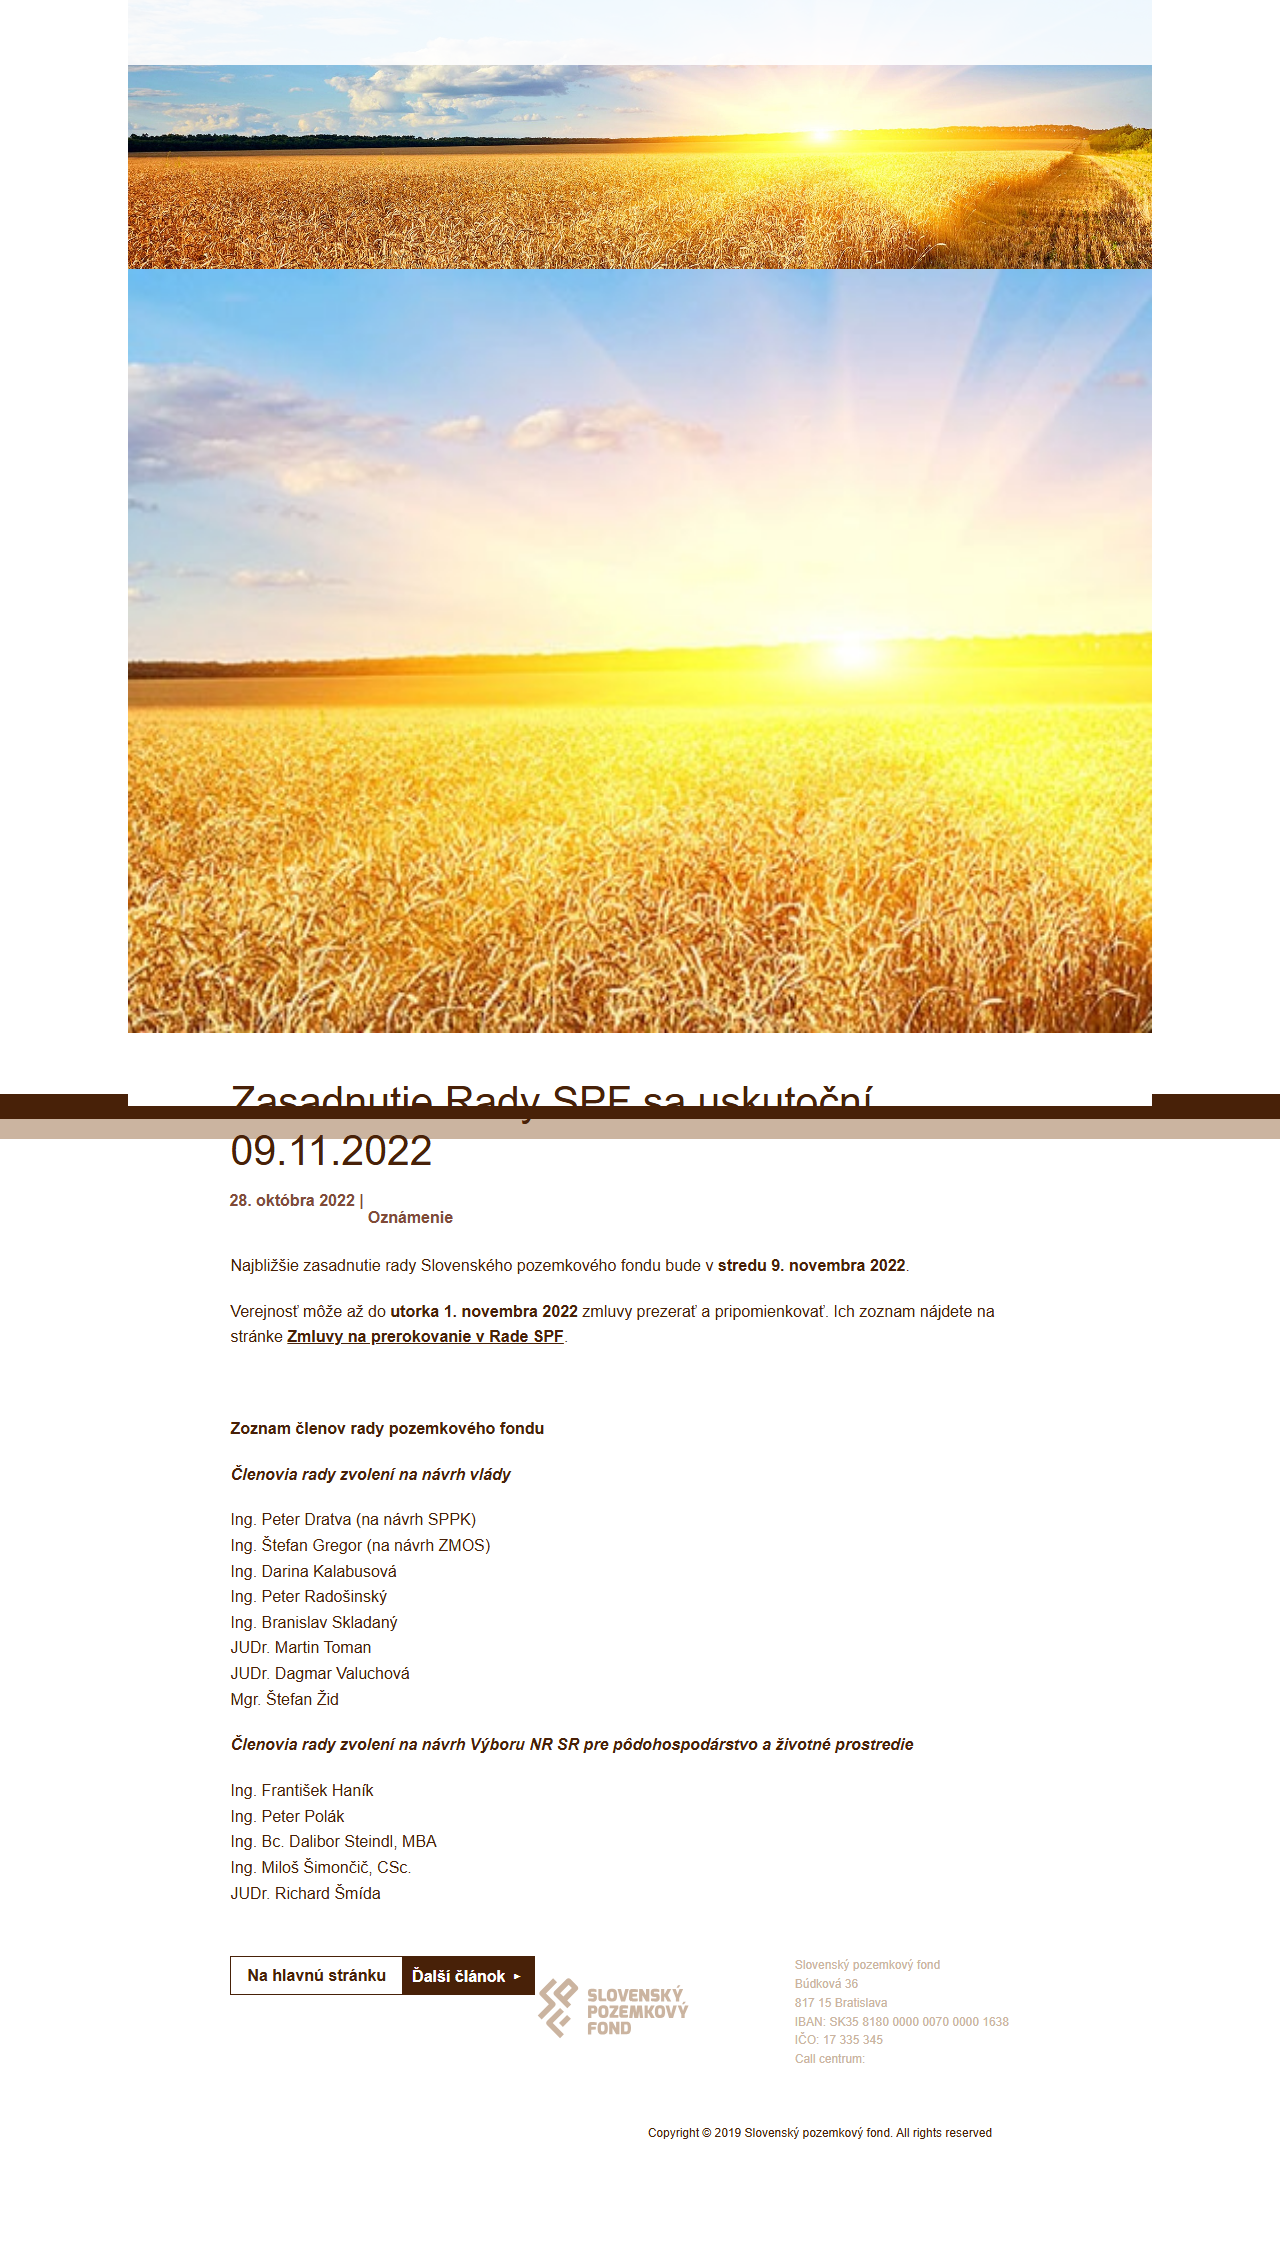 Zasadnutie Rady SPF sa uskutoční
09.11.2022
28. októbra 2022 |
Oznámenie
Najbližšie zasadnutie rady Slovenského pozemkového fondu bude v stredu 9. novembra 2022.
Verejnosť môže až do utorka 1. novembra 2022 zmluvy prezerať a pripomienkovať. Ich zoznam nájdete na
stránke Zmluvy na prerokovanie v Rade SPF.
Zoznam členov rady pozemkového fondu
Členovia rady zvolení na návrh vlády
Ing. Peter Dratva (na návrh SPPK)
Ing. Štefan Gregor (na návrh ZMOS)
Ing. Darina Kalabusová
Ing. Peter Radošinský
Ing. Branislav Skladaný
JUDr. Martin Toman
JUDr. Dagmar Valuchová
Mgr. Štefan Žid
Členovia rady zvolení na návrh Výboru NR SR pre pôdohospodárstvo a životné prostredie
Ing. František Haník
Ing. Peter Polák
Ing. Bc. Dalibor Steindl, MBA
Ing. Miloš Šimončič, CSc.
JUDr. Richard Šmída
Na hlavnú stránku
Ďalší článok ►
SLOVENSKÝ
POZEMKOVÝ
FOND
Slovenský pozemkový fond
Búdková 36
817 15 Bratislava
IBAN: SK35 8180 0000 0070 0000 1638
IČO: 17 335 345
Call centrum:
Copyright © 2019 Slovenský pozemkový fond. All rights reserved